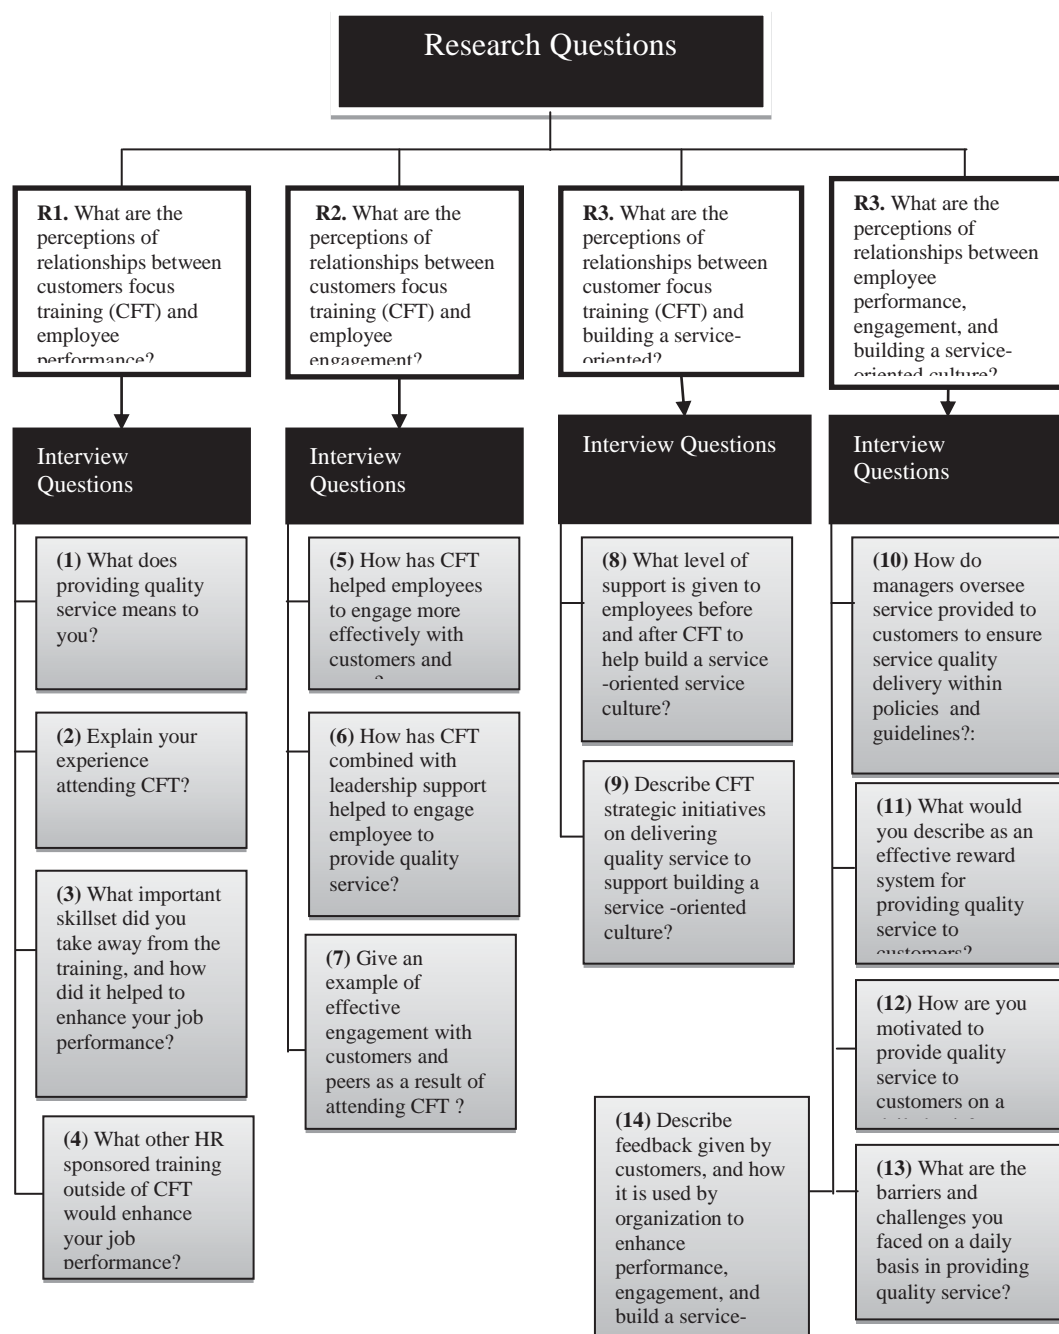 Research Questions
R1. What are the
perceptions of
relationships between
customers focus
training (CFT) and
employee
performance?
R2. What are the
perceptions of
relationships between
customers focus
training (CFT) and
employee
engagement?
R3. What are the
perceptions of
relationships between
customer focus
training (CFT) and
building a service-
oriented?
R3. What are the
perceptions of
relationships between
employee
performance,
engagement, and
building a service-
oriented culture?
Interview
Questions
(1) What does
providing quality
service means to
you?
(2) Explain your
experience
attending CFT?
(3) What important
skillset did you
take away from the
training, and how
did it helped to
enhance your job
performance?
(4) What other HR
sponsored training
outside of CFT
would enhance
your job
performance?
Interview
Questions
(5) How has CFT
helped employees
to engage more
effectively with
customers and
(6) How has CFT
combined with
leadership support
helped to engage
employee to
provide quality
service?
(7) Give an
example of
effective
engagement with
customers and
peers as a result of
attending CFT ?
Interview Questions
(8) What level of
support is given to
employees before
and after CFT to
help build a service
-oriented service
culture?
(9) Describe CFT
strategic initiatives
on delivering
quality service to
support building a
service -oriented
culture?
Interview
Questions
(10) How do
managers oversee
service provided to
customers to ensure
service quality
delivery within
policies and
guidelines?:
(11) What would
you describe as an
effective reward
system for
providing quality
service to
customers?
(12) How are you
motivated to
provide quality
service to
customers on a
(13) What are the
barriers and
challenges you
faced on a daily
basis in providing
quality service?
(14) Describe
feedback given by
customers, and how
it is used by
organization to
enhance
performance,
engagement, and
build a service-